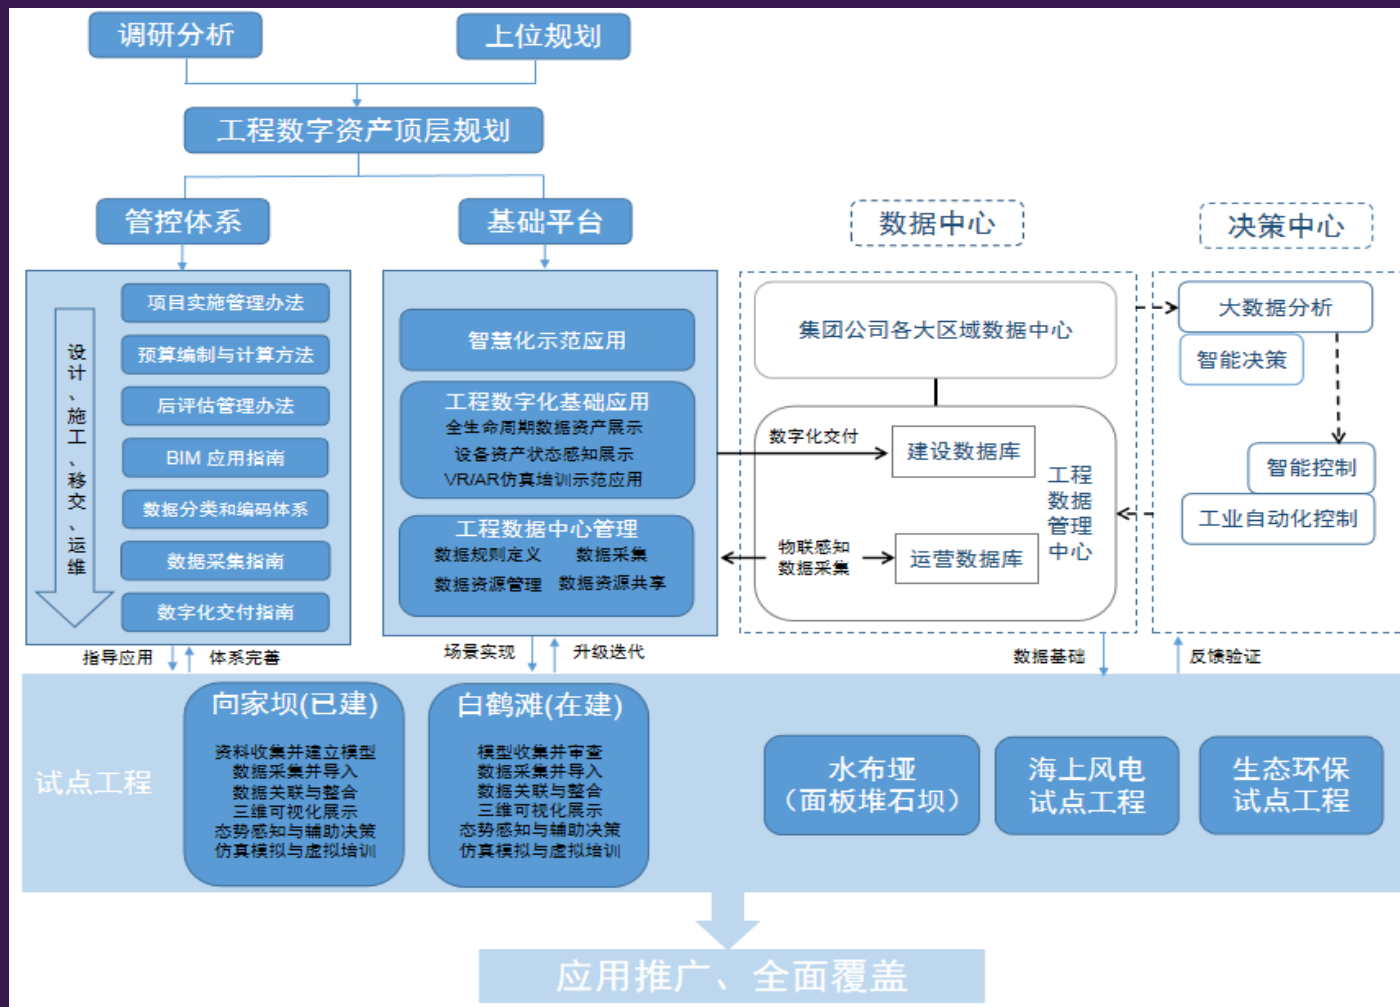 调研分析
上位规划
工程数字资产顶层规划
管控体系
基础平台
数据中心
决策中心
设计、施工、移交、运维
项目实施管理办法
预算编制与计算方法
后评估管理办法
BIM 应用指南
数据分类和编码体系
数据采集指南
数字化交付指南
智慧化示范应用
工程数字化基础应用
全生命周期数据资产展示
设备资产状态感知展示
VR/AR仿真培训示范应用
工程数据中心管理
数据规则定义 数据采集
数据资源管理 数据资源共享
集团公司各大区域数据中心
数字化交付
建设数据库
工程数据管理中心
物联感知
数据采集
运营数据库
大数据分析
智能决策
智能控制
工业自动化控制
指导应用
体系完善
场景实现
升级迭代
数据基础
反馈验证
试点工程
向家坝(已建)
资料收集并建立模型
数据采集并导入
数据关联与整合
三维可视化展示
态势感知与辅助决策
仿真模拟与虚拟培训
白鹤滩(在建)
模型收集并审查
数据采集并导入
数据关联与整合
三维可视化展示
态势感知与辅助决策
仿真模拟与虚拟培训
水布垭
（面板堆石坝）
海上风电
试点工程
生态环保
试点工程
应用推广、全面覆盖